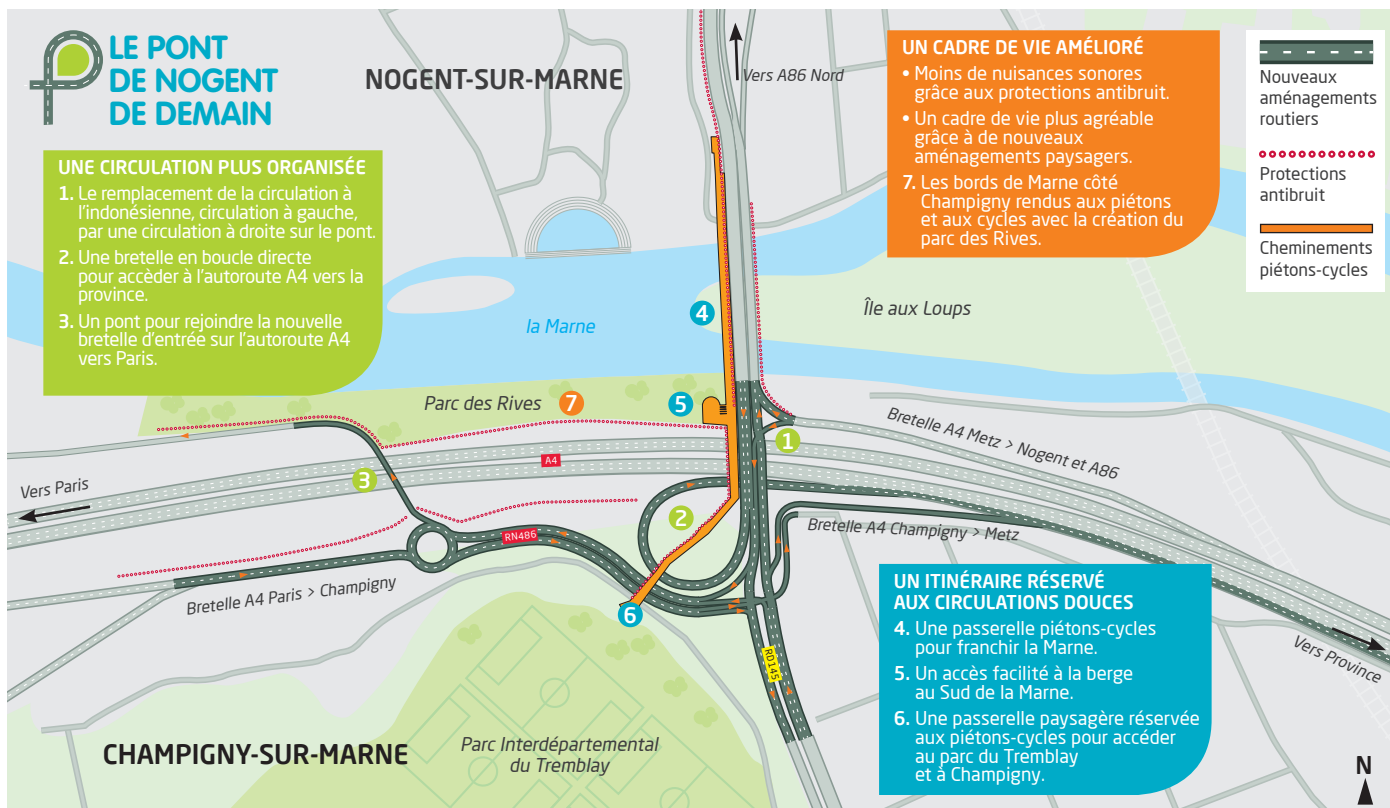 LE PONT
DE NOGENT
DE DEMAIN
UNE CIRCULATION PLUS ORGANISÉE
1. Le remplacement de la circulation à
l'indonésienne, circulation à gauche,
par une circulation à droite sur le pont.
2. Une bretelle en boucle directe
pour accèder à l'autoroute A4 vers la
province.
3. Un pont pour rejoindre la nouvelle
bretelle d'entrée sur l'autoroute A4
vers Paris.
NOGENT-SUR-MARNE
Vers A86 Nord
UN CADRE DE VIE AMÉLIORÉ
• Moins de nuisances sonores
grâce aux protections antibruit.
• Un cadre de vie plus agréable
grâce à de nouveaux
aménagements paysagers.
7. Les bords de Marne côté
Champigny rendus aux piétons
et aux cycles avec la création du
parc des Rives.
Nouveaux
aménagements
routiers
Protections
antibruit
Cheminements
piétons-cycles
la Marne
4
Île aux Loups
Parc des Rives
7
5
1
Bretelle A4 Metz > Nogent et A86
Vers Paris
A4
3
2
RN486
Bretelle A4 Champigny > Metz
Bretelle A4 Paris > Champigny
6
RD145
Vers Province
UN ITINÉRAIRE RÉSERVÉ
AUX CIRCULATIONS DOUCES
4. Une passerelle piétons-cycles
pour franchir la Marne.
5. Un accès facilité à la berge
au Sud de la Marne.
6. Une passerelle paysagère réservée
aux piétons-cycles pour accéder
au parc du Tremblay
et à Champigny.
CHAMPIGNY-SUR-MARNE
Parc Interdépartemental
du Tremblay
N